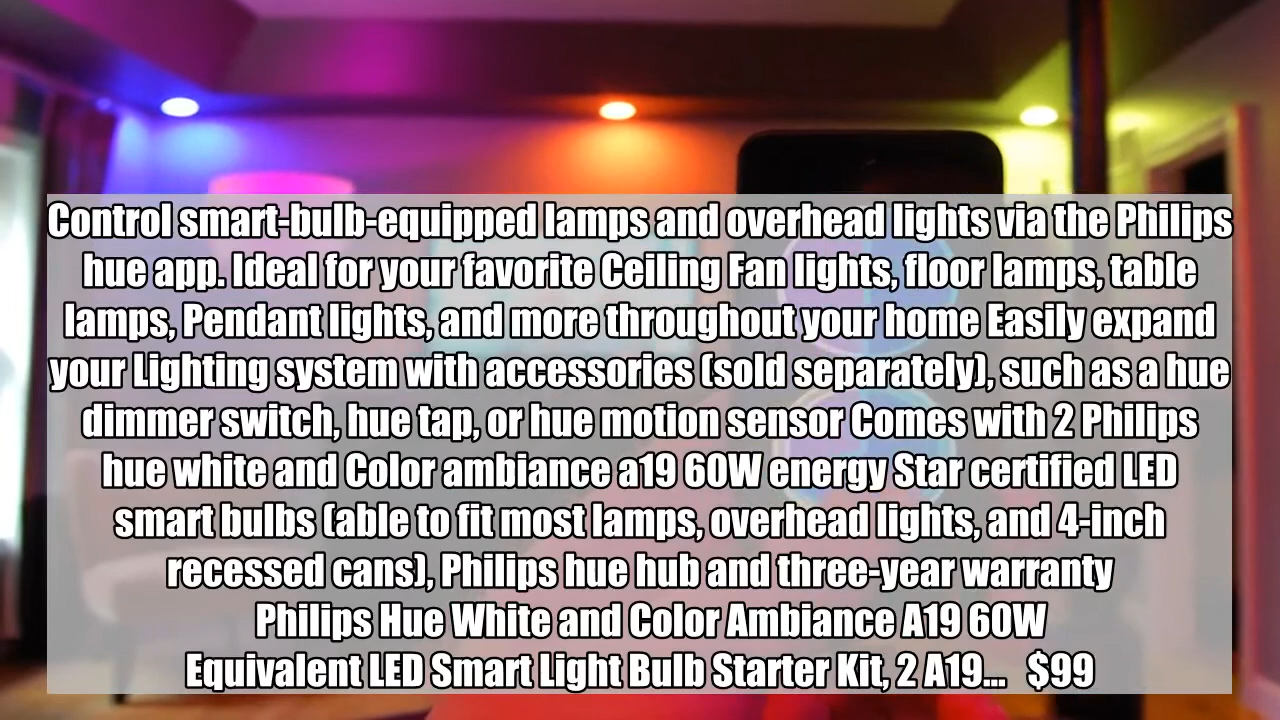 Control smart-bulb-equipped lamps and overhead lights via the Philips
hue app. Ideal for your favorite Ceiling Fan lights, floor lamps, table
lamps, Pendant lights, and more throughout your home Easily expand
your Lighting system with accessories (sold separately), such as a hue
dimmer switch, hue tap, or hue motion sensor Comes with 2 Philips
hue white and Color ambiance a19 60W energy Star certified LED
smart bulbs (able to fit most lamps, overhead lights, and 4-inch
recessed cans), Philips hue hub and three-year warranty
Philips Hue White and Color Ambiance A19 60W
Equivalent LED Smart Light Bulb Starter Kit, 2 A19... $99